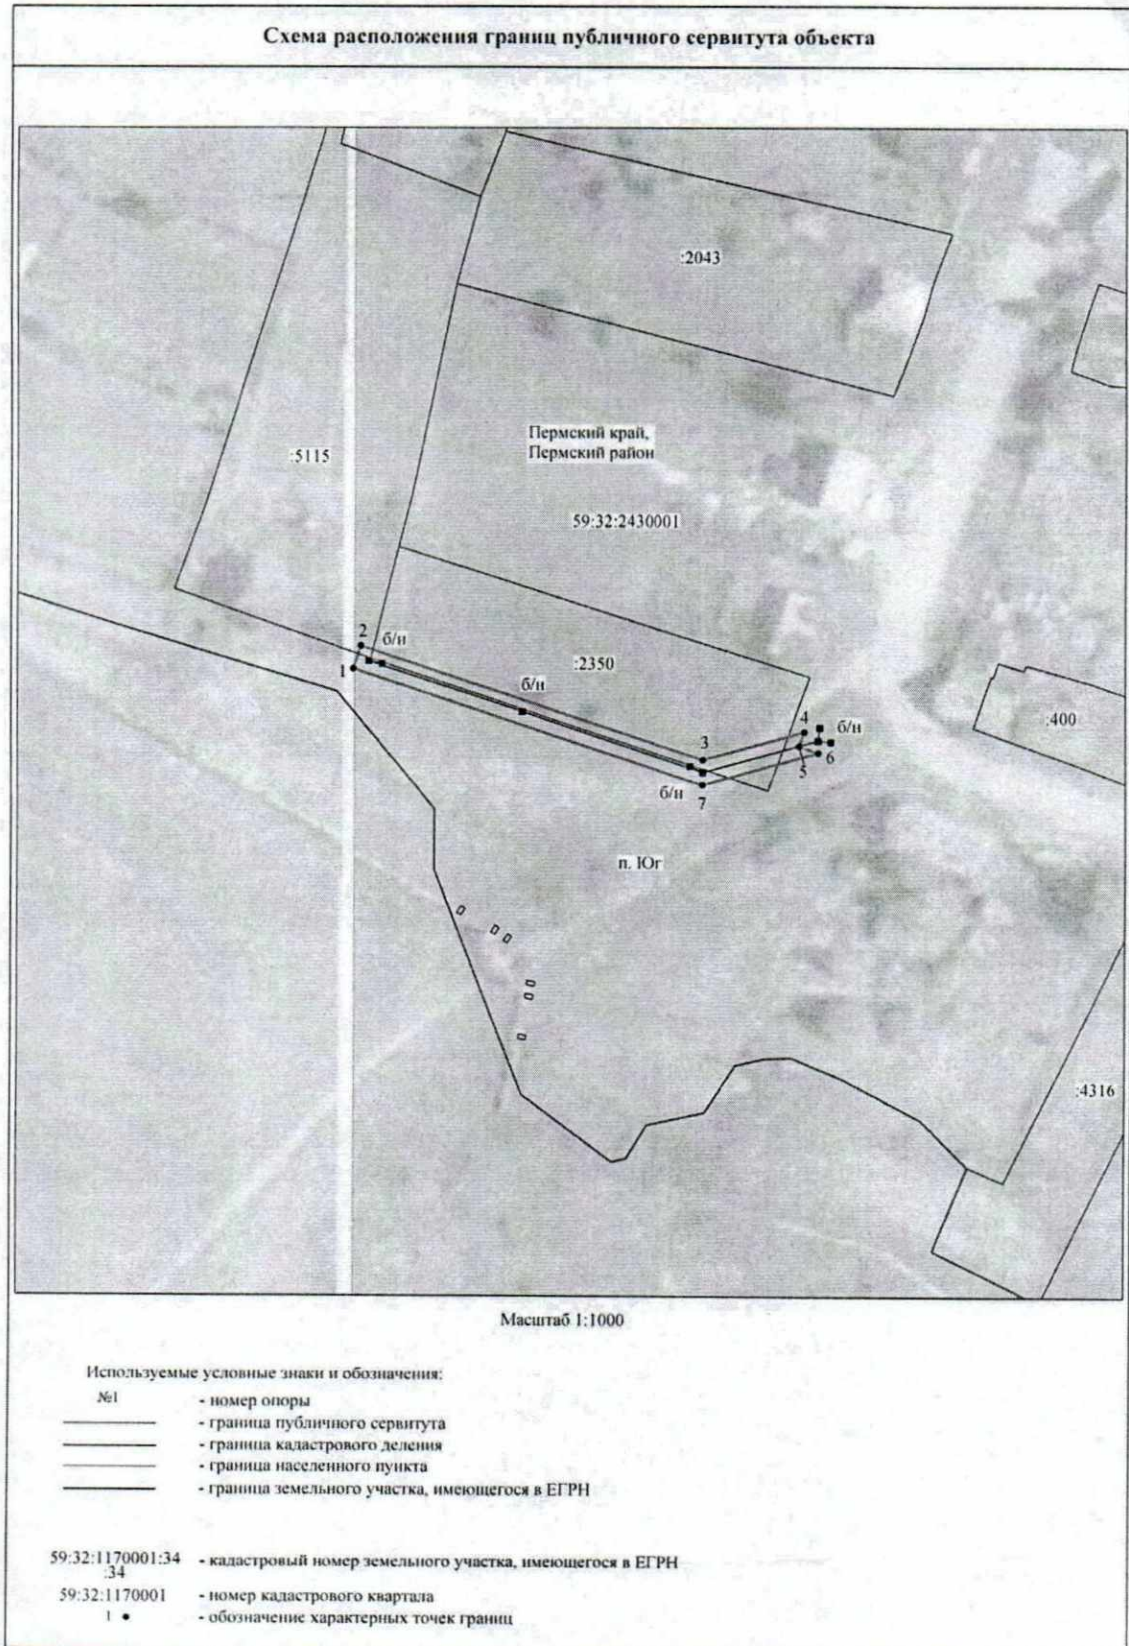 Схема расположения границ публичного сервитута объекта
:2043
Пермский край,
Пермский район
:5115
59:32:2430001
2
б/н
1
:2350
б/н
:400
4
б/н
3
5
6
б/н
7
п. Юг
:4316
Масштаб 1:1000
Используемые условные знаки и обозначения:
№1 - номер опоры
- граница публичного сервитута
- граница кадастрового деления
- граница населенного пункта
- граница земельного участка, имеющегося в ЕГРН
59:32:1170001:34 - кадастровый номер земельного участка, имеющегося в ЕГРН
:34
59:32:1170001 - номер кадастрового квартала
1 ● - обозначение характерных точек границ